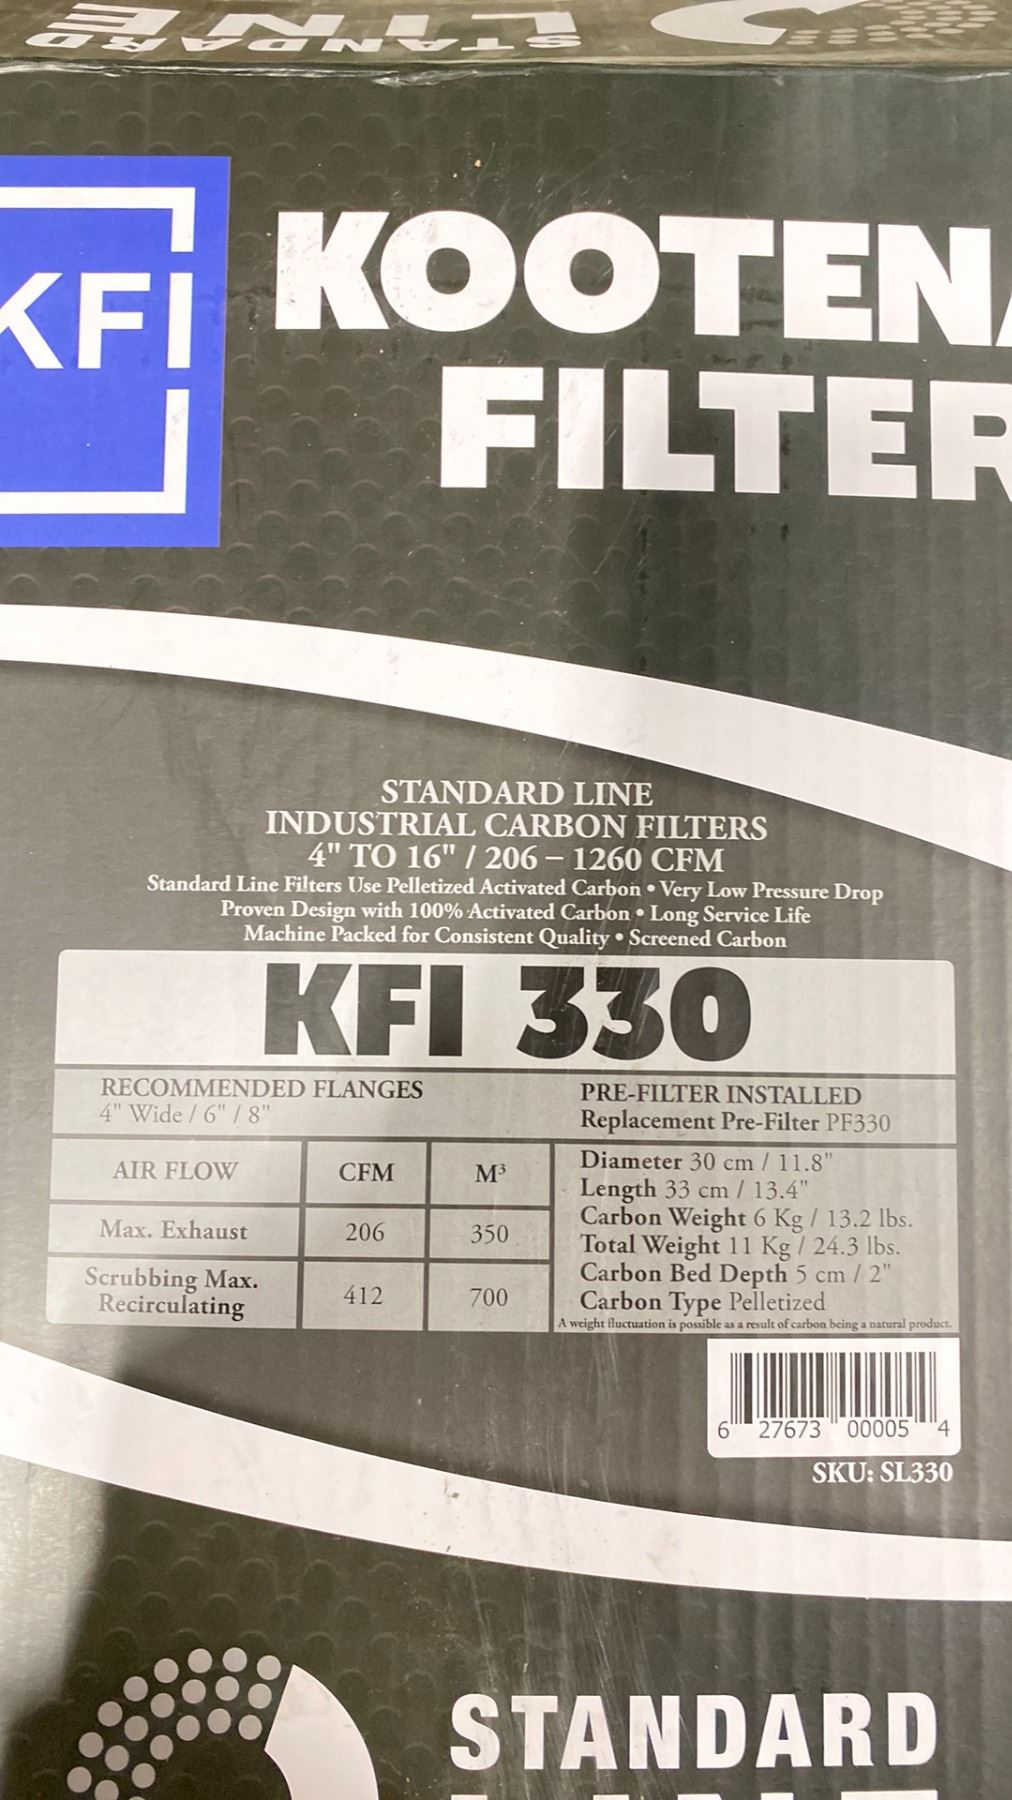 STANDARD
LINE
KFI
KOOTENA
FILTER
STANDARD LINE
INDUSTRIAL CARBON FILTERS
4" TO 16" / 206 – 1260 CFM
Standard Line Filters Use Pelletized Activated Carbon • Very Low Pressure Drop
Proven Design with 100% Activated Carbon • Long Service Life
Machine Packed for Consistent Quality • Screened Carbon
KFI 330
RECOMMENDED FLANGES
4" Wide / 6" / 8"
PRE-FILTER INSTALLED
Replacement Pre-Filter PF330
AIR FLOW CFM M³
Max. Exhaust 206 350
Scrubbing Max.
Recirculating 412 700
Diameter 30 cm / 11.8"
Length 33 cm / 13.4"
Carbon Weight 6 Kg / 13.2 lbs.
Total Weight 11 Kg / 24.3 lbs.
Carbon Bed Depth 5 cm / 2"
Carbon Type Pelletized
A weight fluctuation is possible as a result of carbon being a natural product.
6 27673 00005 4
SKU: SL330
STANDARD